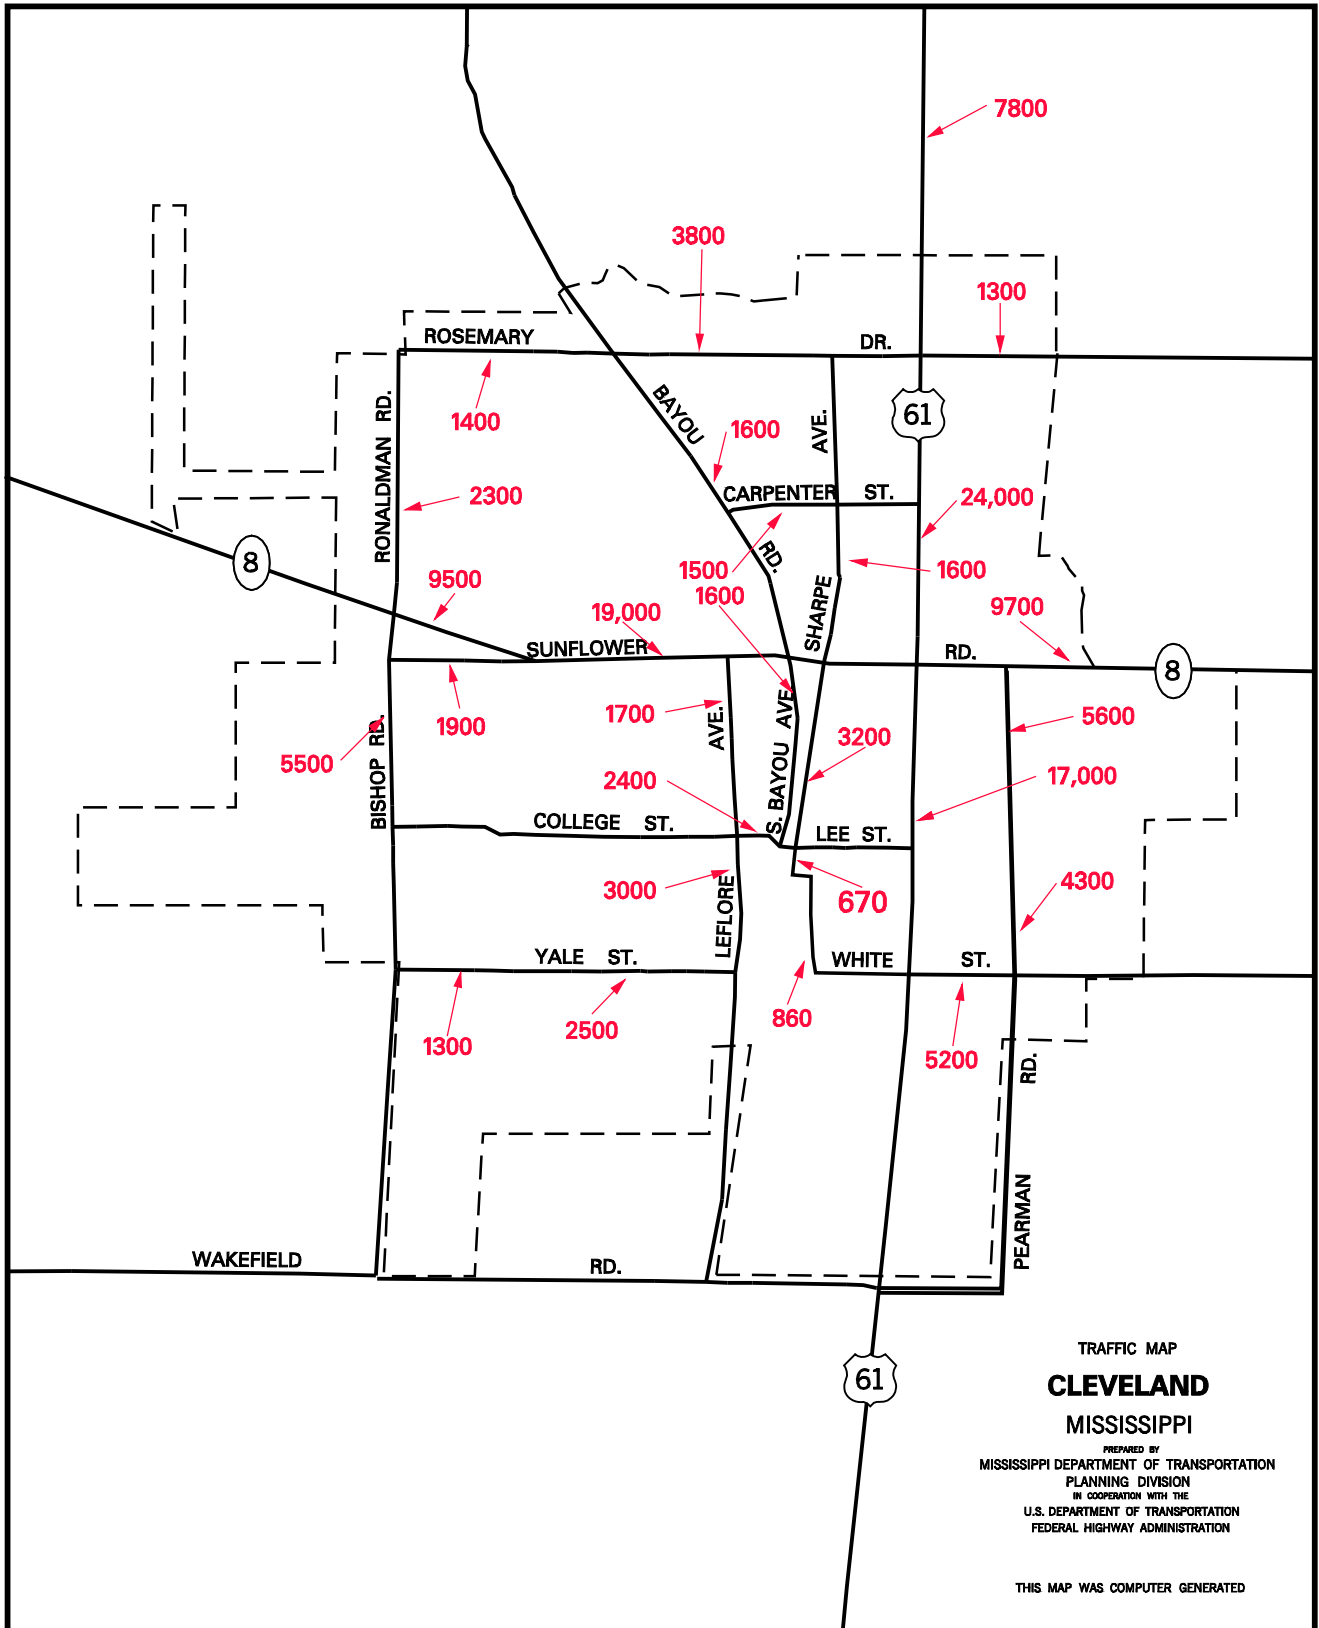 7800
3800
1300
ROSEMARY
DR.
1400
RONALDMAN RD.
BAYOU
1600
AVE.
61
2300
CARPENTER ST.
24,000
8
RD.
1500
1600
1600
9500
19,000
SHARPE
9700
SUNFLOWER
RD.
8
1900
5500
BISHOP RD.
1700
AVE.
S. BAYOU AVE
3200
5600
2400
17,000
COLLEGE ST.
LEE ST.
3000
LEFLORE
670
4300
YALE ST.
WHITE ST.
1300
2500
860
5200
RD.
PEARMAN
WAKEFIELD
RD.
61
TRAFFIC MAP
CLEVELAND
MISSISSIPPI
PREPARED BY
MISSISSIPPI DEPARTMENT OF TRANSPORTATION
PLANNING DIVISION
IN COOPERATION WITH THE
U.S. DEPARTMENT OF TRANSPORTATION
FEDERAL HIGHWAY ADMINISTRATION
THIS MAP WAS COMPUTER GENERATED